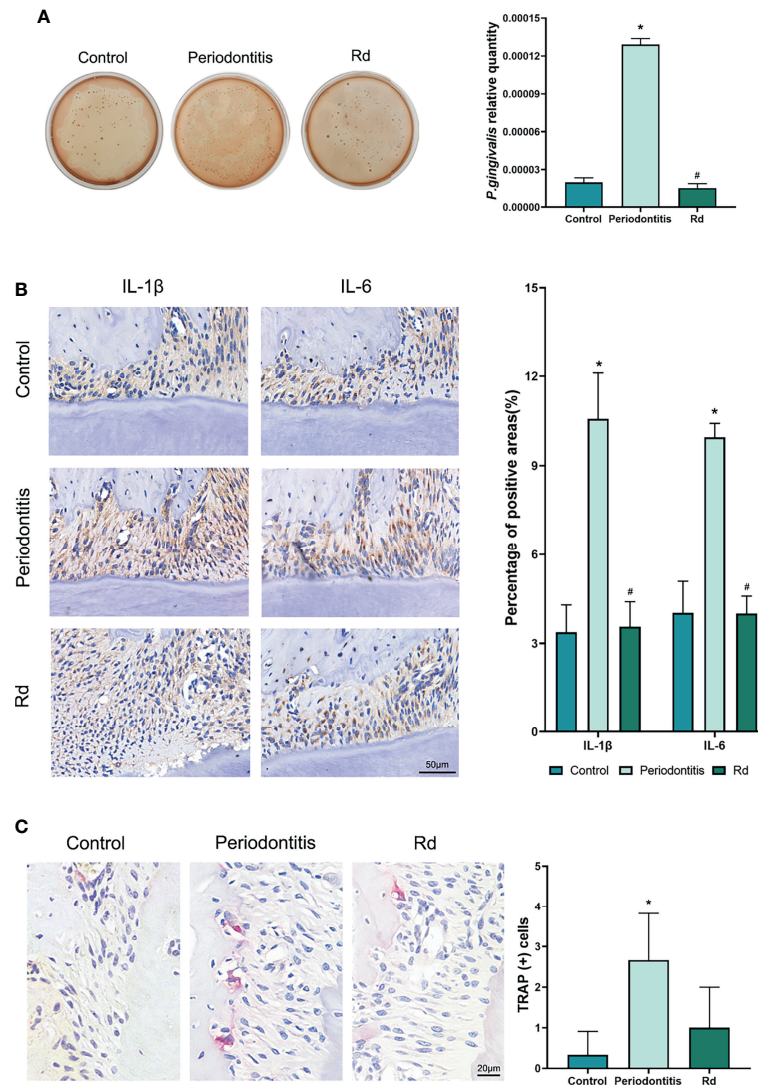 A
Control Periodontitis Rd
P.gingivalis relative quantity
0.00015
0.00012
0.00009
0.00006
0.00003
0.00000
*
#
Control Periodontitis Rd
B
IL-1β IL-6
Control
Periodontitis
Rd
50μm
Percentage of positive areas(%)
15
12
9
6
3
0
*
#
*
#
IL-1β IL-6
Control Periodontitis Rd
C
Control Periodontitis Rd
20μm
TRAP (+) cells
5
4
3
2
1
0
*
Control Periodontitis Rd